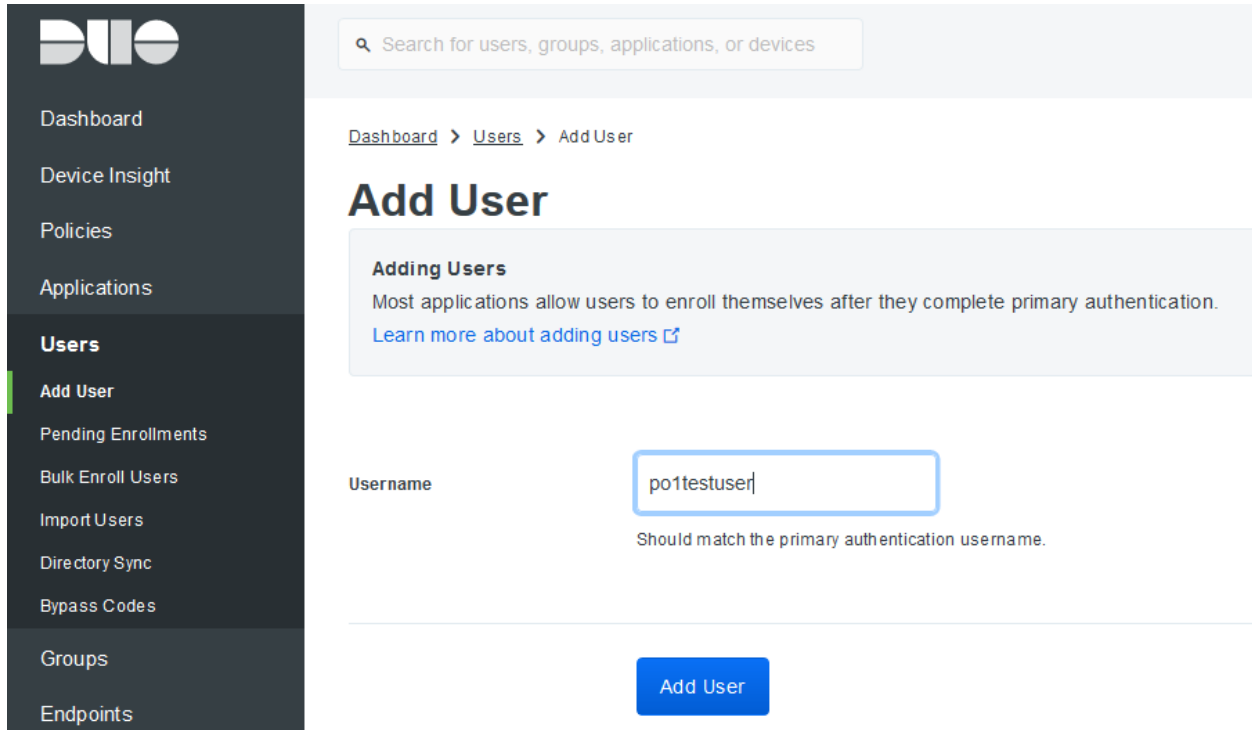 DUO
Search for users, groups, applications, or devices
Dashboard
Device Insight
Policies
Applications
Users
Add User
Pending Enrollments
Bulk Enroll Users
Import Users
Directory Sync
Bypass Codes
Groups
Endpoints
Dashboard > Users > Add User
Add User
Adding Users
Most applications allow users to enroll themselves after they complete primary authentication.
Learn more about adding users
Username
po1testuser
Should match the primary authentication username.
Add User